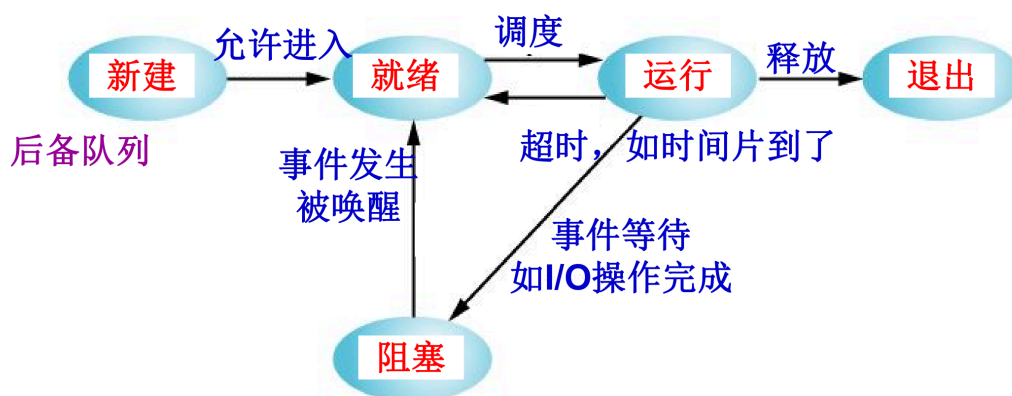 允许进入
调度
释放
新建
就绪
运行
退出
后备队列
超时，如时间片到了
事件发生
被唤醒
事件等待
如I/O操作完成
阻塞